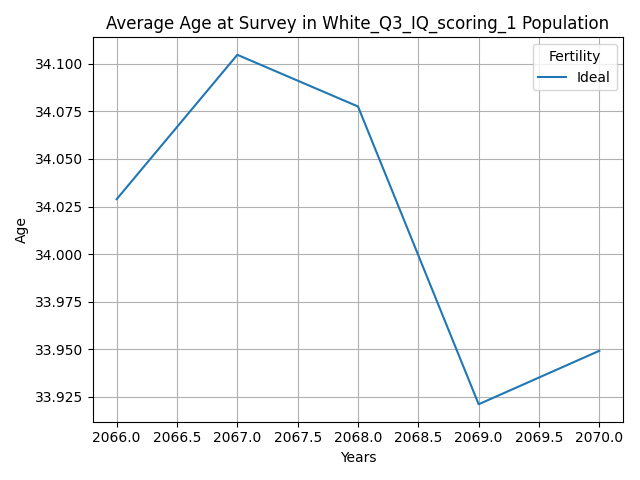 Average Age at Survey in White_Q3_IQ_scoring_1 Population
Fertility
Ideal
34.100
34.075
34.050
34.025
34.000
33.975
33.950
33.925
Age
2066.0 2066.5 2067.0 2067.5 2068.0 2068.5 2069.0 2069.5 2070.0
Years